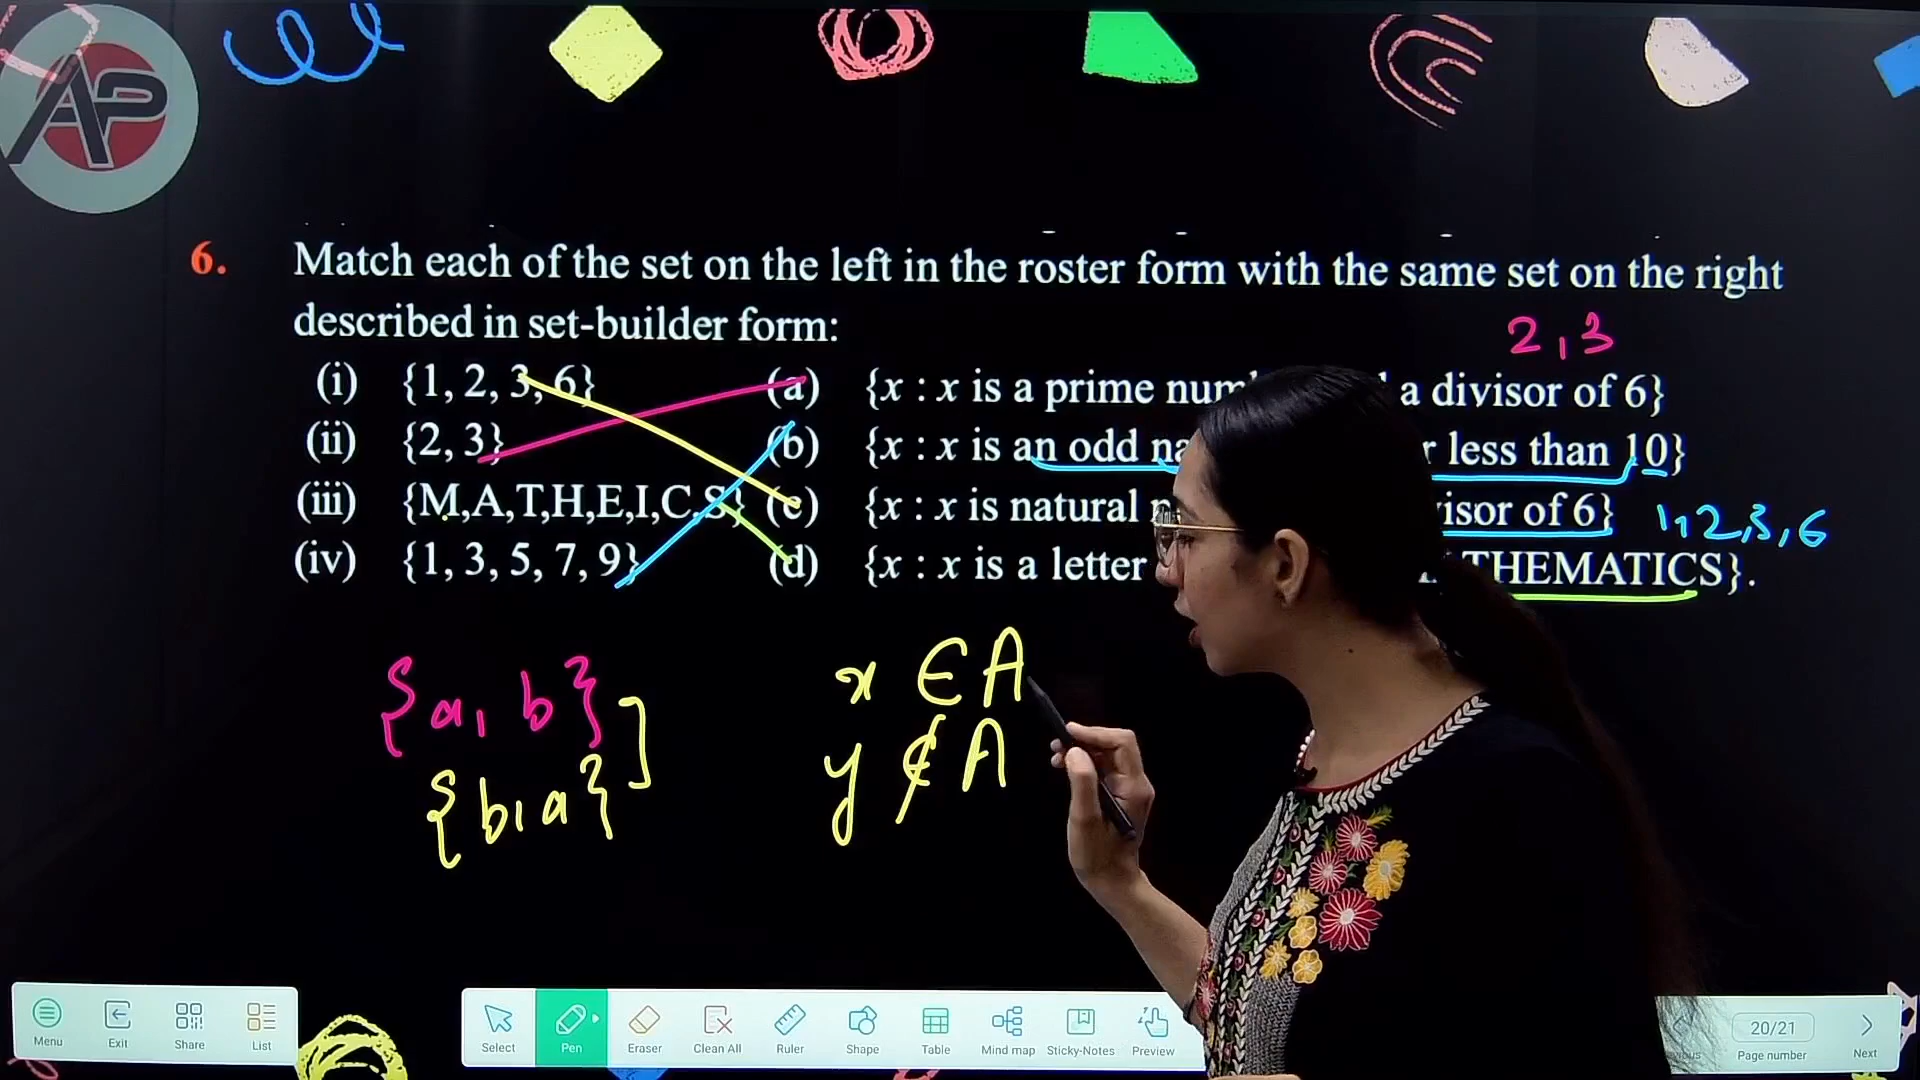 AP
6. Match each of the set on the left in the roster form with the same set on the right
described in set-builder form:
2, 3
(i) {1, 2, 3, 6} (a) {x : x is a prime a divisor of 6}
(ii) {2, 3} (b) {x : x is an odd less than 10}
(iii) {M,A,T,H,E,I,C,S} (c) {x : x is natural of 6} 1, 2, 3, 6
(iv) {1, 3, 5, 7, 9} (d) {x : x is a letter THEMATICS}.
{a, b}
{b, a}
x ∈ A
y ∉ A
Menu Exit Share List Select Pen Eraser Clean All Ruler Shape Table Mind map Sticky-Notes Preview 20/21 Page number Next